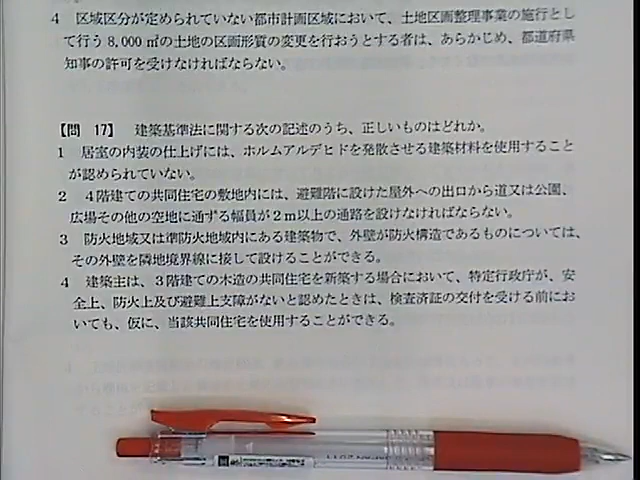 4 区域区分が定められていない都市計画区域において、土地区画整理事業の施行とし
て行う 8,000 ㎡の土地の区画形質の変更を行おうとする者は、あらかじめ、都道府県
知事の許可を受けなければならない。
【問 17】 建築基準法に関する次の記述のうち、正しいものはどれか。
1 居室の内装の仕上げには、ホルムアルデヒドを発散させる建築材料を使用すること
が認められていない。
2 4階建ての共同住宅の敷地内には、避難階に設けた屋外への出口から道又は公園、
広場その他の空地に通ずる幅員が2m以上の通路を設けなければならない。
3 防火地域又は準防火地域内にある建築物で、外壁が防火構造であるものについては、
その外壁を隣地境界線に接して設けることができる。
4 建築主は、3階建ての木造の共同住宅を新築する場合において、特定行政庁が、安
全上、防火上及び避難上支障がないと認めたときは、検査済証の交付を受ける前にお
いても、仮に、当該共同住宅を使用することができる。